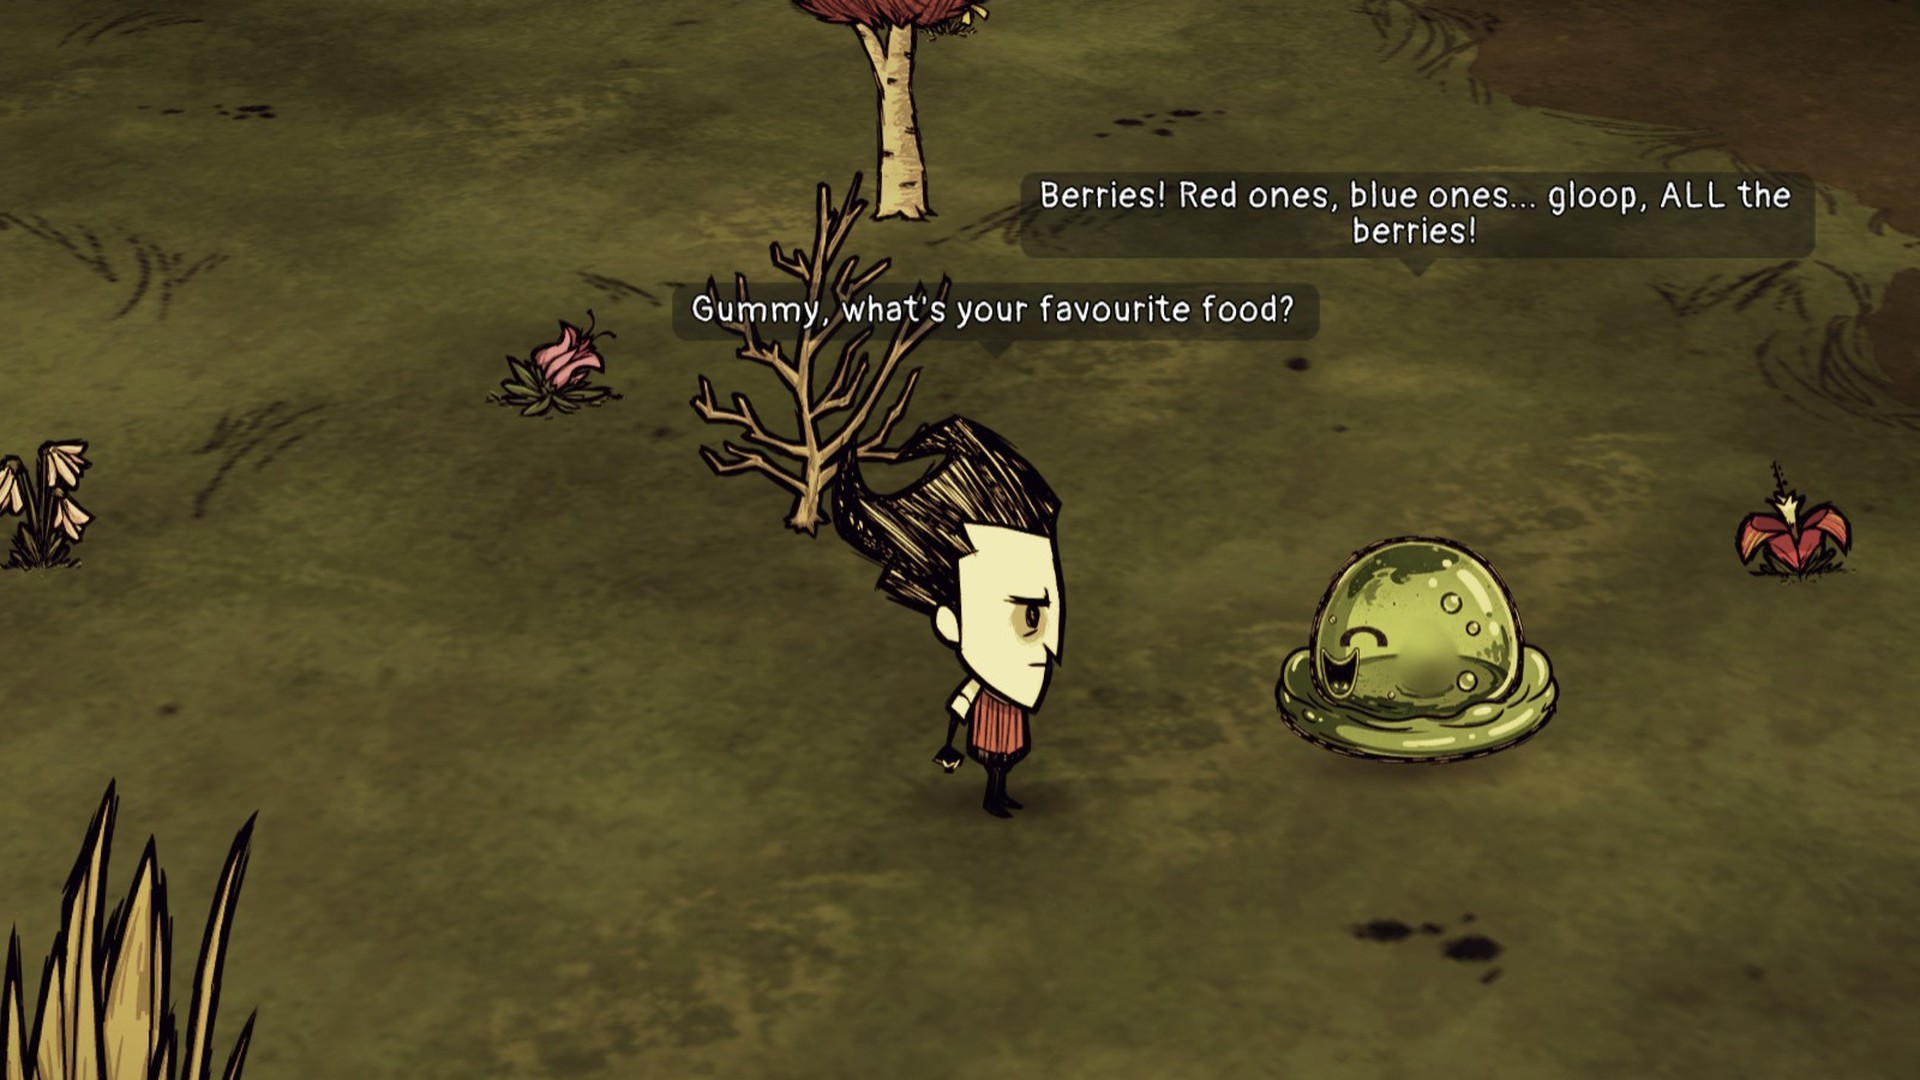 Berries! Red ones, blue ones... gloop, ALL the
berries!
Gummy, what's your favourite food?